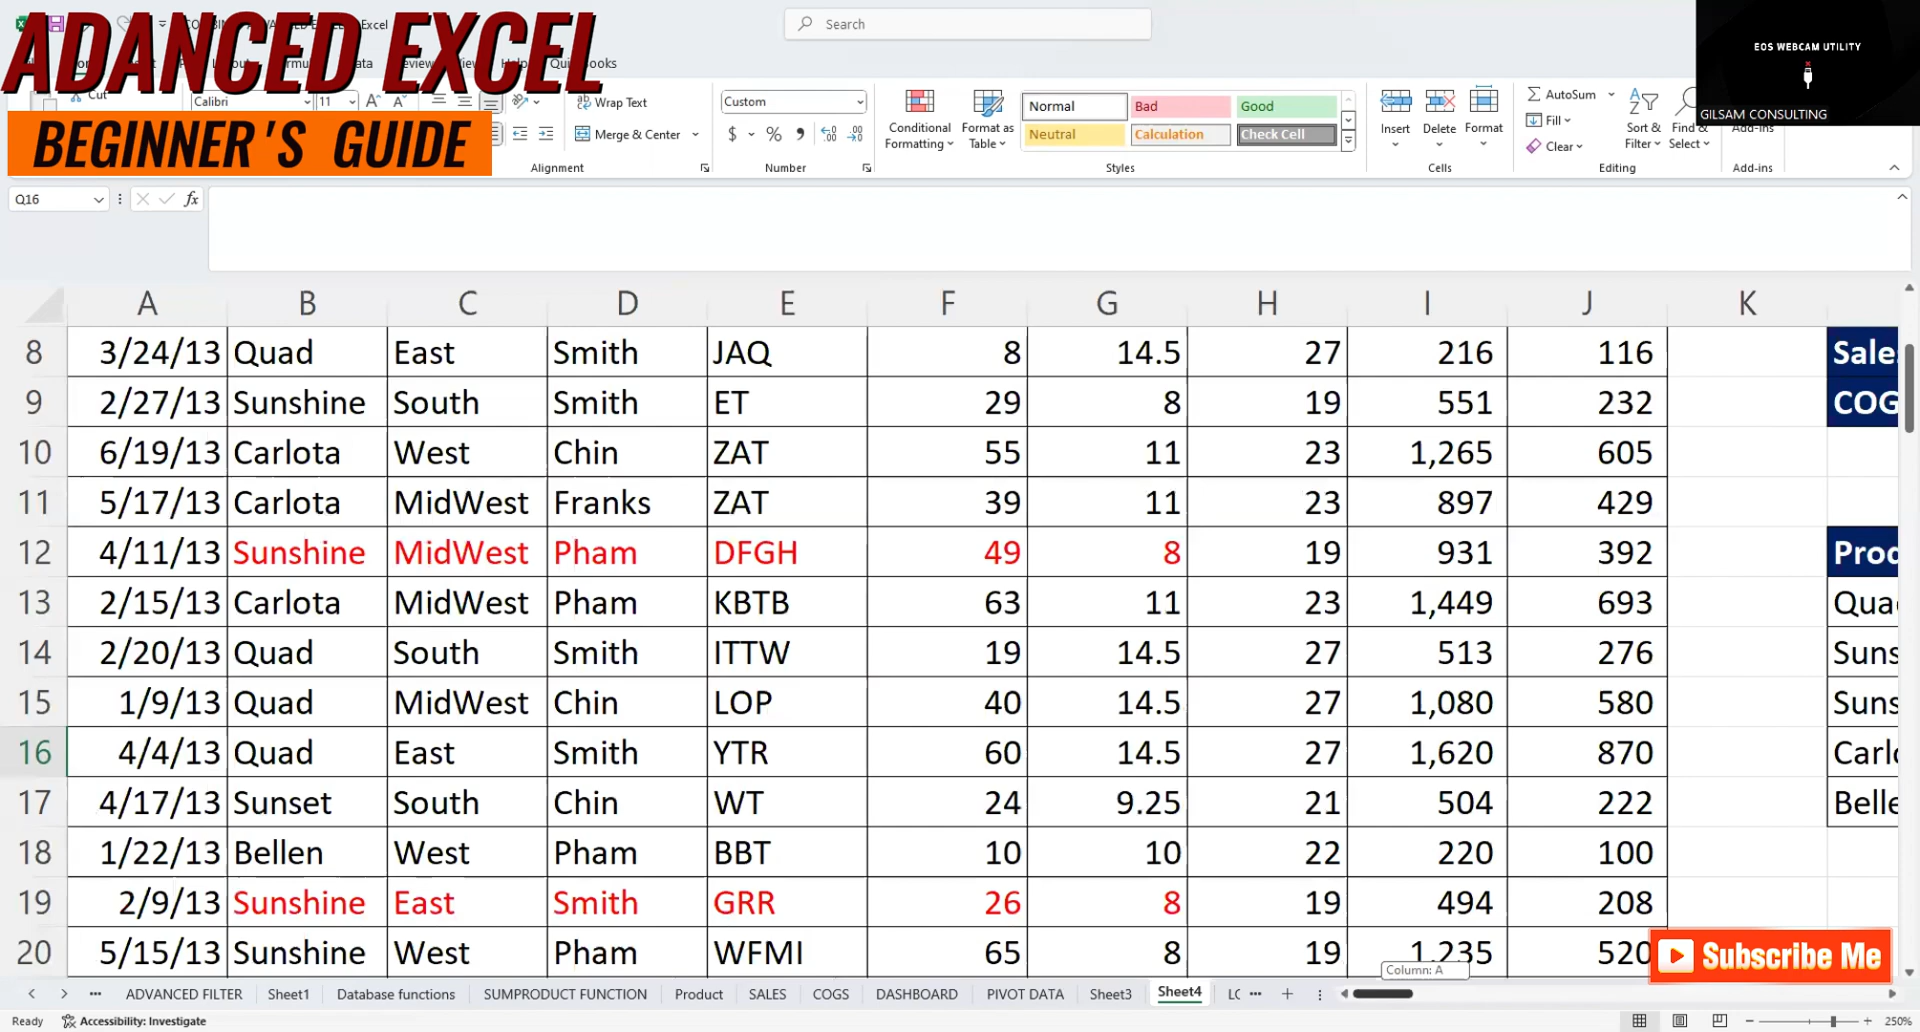 ADANCED EXCEL
BEGINNER'S GUIDE
Excel
Search
EOS WEBCAM UTILITY
GILSAM CONSULTING
Cut
Calibri 11
Wrap Text
Merge & Center
Alignment
Custom
$ % ,
Number
Conditional Formatting
Format as Table
Normal Bad Good
Neutral Calculation Check Cell
Styles
Insert Delete Format
Cells
AutoSum
Fill
Clear
Sort & Filter
Find & Select
Editing
Add-ins
Add-ins
Q16
fx
A B C D E F G H I J K
8 3/24/13 Quad East Smith JAQ 8 14.5 27 216 116
9 2/27/13 Sunshine South Smith ET 29 8 19 551 232
10 6/19/13 Carlota West Chin ZAT 55 11 23 1,265 605
11 5/17/13 Carlota MidWest Franks ZAT 39 11 23 897 429
12 4/11/13 Sunshine MidWest Pham DFGH 49 8 19 931 392
13 2/15/13 Carlota MidWest Pham KBTB 63 11 23 1,449 693
14 2/20/13 Quad South Smith ITTW 19 14.5 27 513 276
15 1/9/13 Quad MidWest Chin LOP 40 14.5 27 1,080 580
16 4/4/13 Quad East Smith YTR 60 14.5 27 1,620 870
17 4/17/13 Sunset South Chin WT 24 9.25 21 504 222
18 1/22/13 Bellen West Pham BBT 10 10 22 220 100
19 2/9/13 Sunshine East Smith GRR 26 8 19 494 208
20 5/15/13 Sunshine West Pham WFMI 65 8 19 1,235 520
Column: A
Subscribe Me
ADVANCED FILTER Sheet1 Database functions SUMPRODUCT FUNCTION Product SALES COGS DASHBOARD PIVOT DATA Sheet3 Sheet4
Ready Accessibility: Investigate 250%